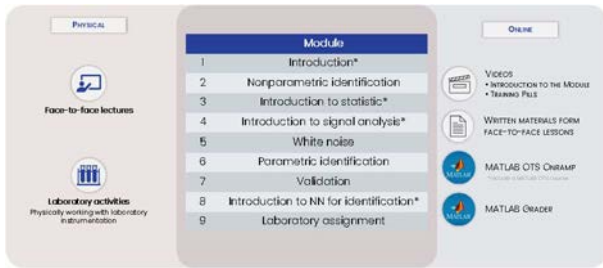 PHYSICAL
Face-to-face lectures
Laboratory activities
Physically working with laboratory
instrumentation
Module
1 Introduction*
2 Nonparametric identification
3 Introduction to statistic*
4 Introduction to signal analysis*
5 White noise
6 Parametric identification
7 Validation
8 Introduction to NN for identification*
9 Laboratory assignment
ONLINE
VIDEOS
• INTRODUCTION TO THE MODULE
• TRAINING PILLS
WRITTEN MATERIALS FORM
FACE-TO-FACE LESSONS
MATLAB OTS ONRAMP
MATLAB GRADER
MATLAB
MATLAB